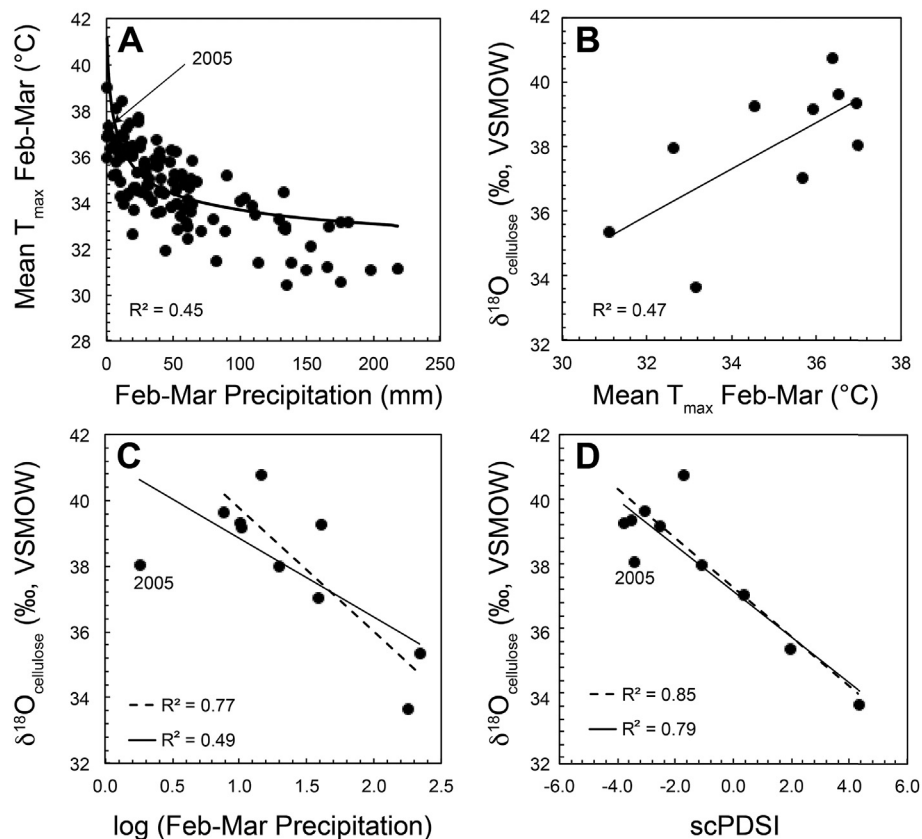 A
2005
42
40
38
36
34
32
30
28
Mean Tmax Feb-Mar (°C)
R² = 0.45
0 50 100 150 200 250
Feb-Mar Precipitation (mm)
B
42
40
38
36
34
32
δ¹⁸Ocellulose (‰, VSMOW)
R² = 0.47
30 32 34 36 38
Mean Tmax Feb-Mar (°C)
C
42
40
38
36
34
32
δ¹⁸Ocellulose (‰, VSMOW)
2005
R² = 0.77
R² = 0.49
0.0 0.5 1.0 1.5 2.0 2.5
log (Feb-Mar Precipitation)
D
42
40
38
36
34
32
δ¹⁸Ocellulose (‰, VSMOW)
2005
R² = 0.85
R² = 0.79
-6.0 -4.0 -2.0 0.0 2.0 4.0 6.0
scPDSI